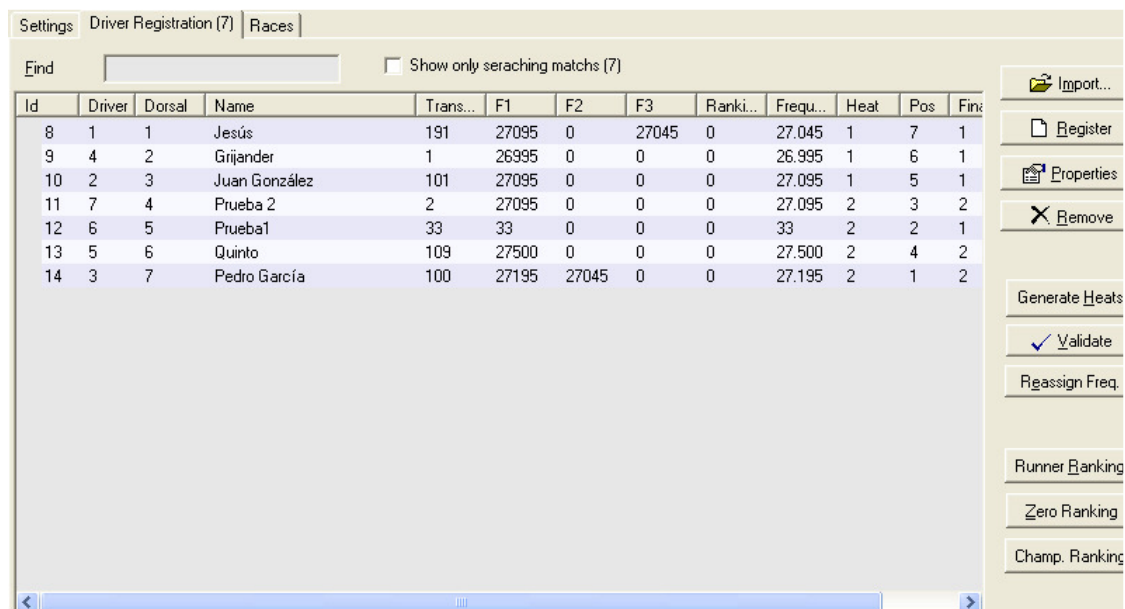 Settings Driver Registration (7) Races
Find Show only seraching matchs (7)
Import...
Id Driver Dorsal Name Trans... F1 F2 F3 Ranki... Frequ... Heat Pos Fina
8 1 1 Jesús 191 27095 0 27045 0 27.045 1 7 1
Register
9 4 2 Grijander 1 26995 0 0 0 26.995 1 6 1
10 2 3 Juan González 101 27095 0 0 0 27.095 1 5 1
Properties
11 7 4 Prueba 2 2 27095 0 0 0 27.095 2 3 2
Remove
12 6 5 Prueba1 33 33 0 0 0 33 2 2 1
13 5 6 Quinto 109 27500 0 0 0 27.500 2 4 2
14 3 7 Pedro García 100 27195 27045 0 0 27.195 2 1 2
Generate Heats
Validate
Reassign Freq.
Runner Ranking
Zero Ranking
Champ. Ranking